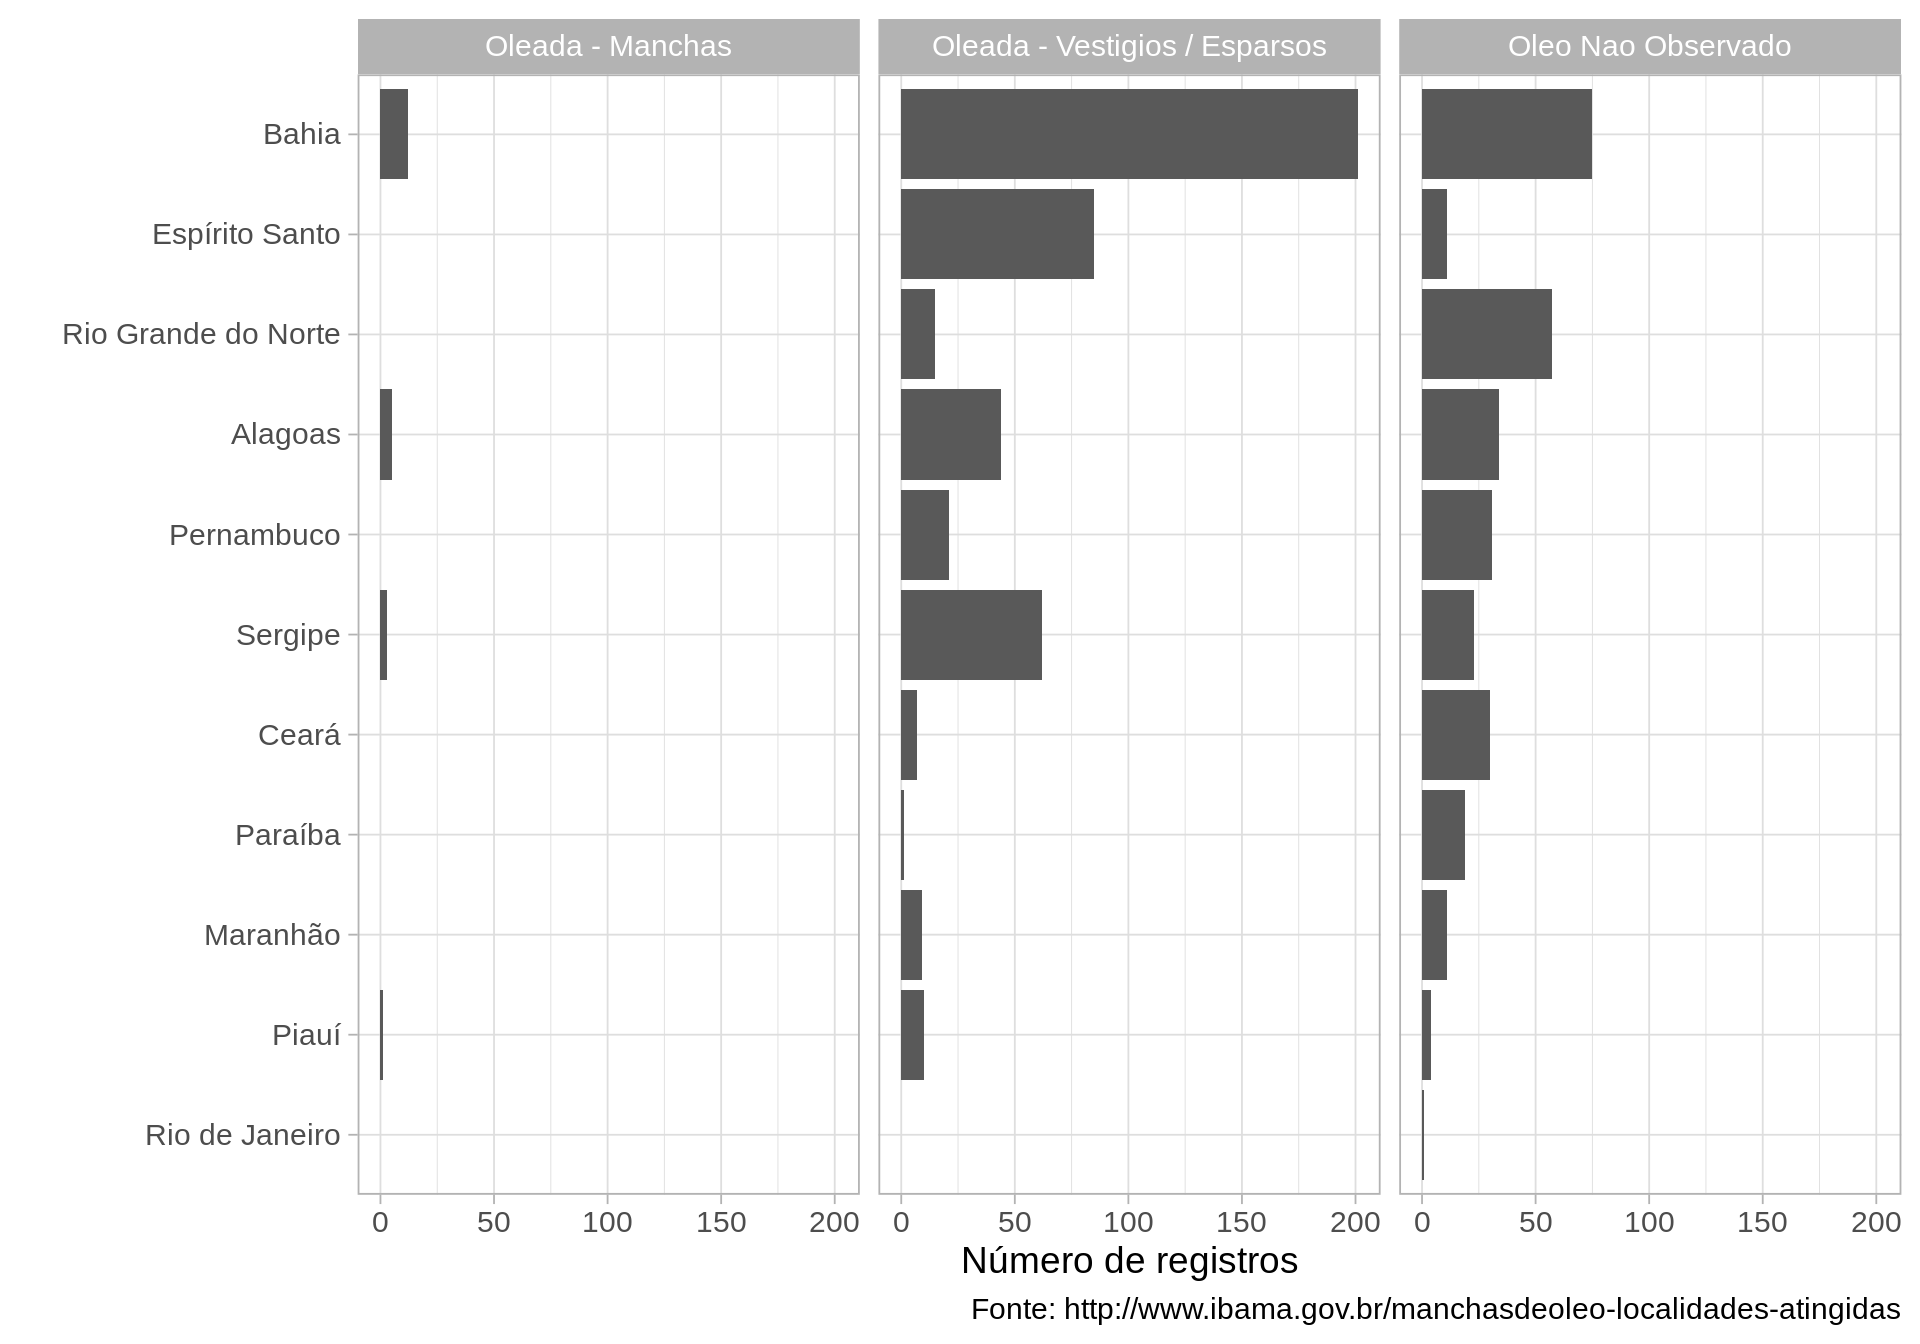 Oleada - Manchas
Oleada - Vestigios / Esparsos
Oleo Nao Observado
Bahia
Espírito Santo
Rio Grande do Norte
Alagoas
Pernambuco
Sergipe
Ceará
Paraíba
Maranhão
Piauí
Rio de Janeiro
0 50 100 150 200
0 50 100 150 200
0 50 100 150 200
Número de registros
Fonte: http://www.ibama.gov.br/manchasdeoleo-localidades-atingidas